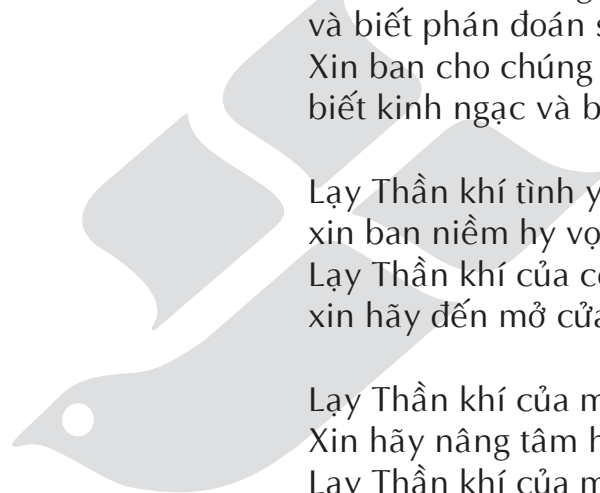 và biết phán đoán
Xin ban cho chúng
biết kinh ngạc và
Lạy Thần khí tình
xin ban niềm hy
Lạy Thần khí của
xin hãy đến mở cửa
Lạy Thần khí của
Xin hãy nâng tâm
Lạy Thần khí của